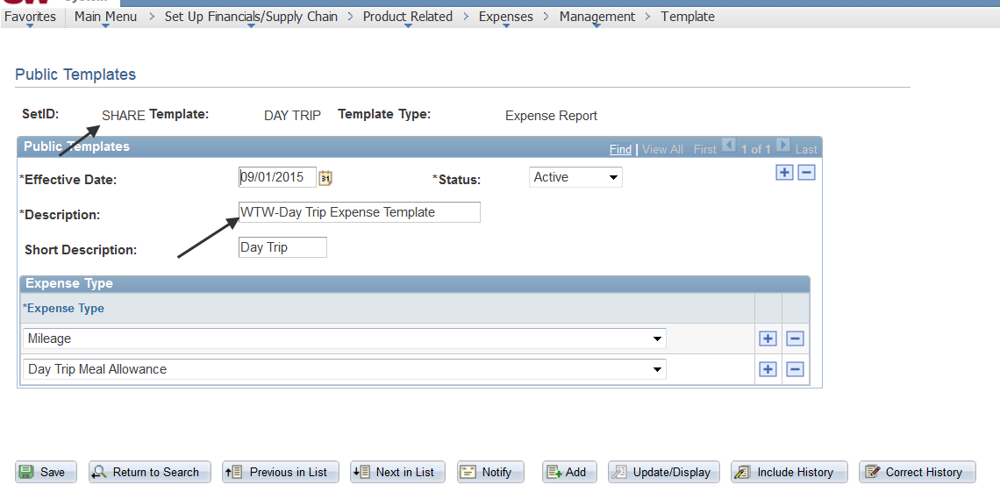 Favorites Main Menu > Set Up Financials/Supply Chain > Product Related > Expenses > Management > Template
Public Templates
SetID: SHARE Template: DAY TRIP Template Type: Expense Report
Public Templates Find | View All First 1 of 1 Last
*Effective Date: 09/01/2015 31 *Status: Active
*Description: WTW-Day Trip Expense Template
Short Description: Day Trip
Expense Type
*Expense Type
Mileage
Day Trip Meal Allowance
Save Return to Search Previous in List Next in List Notify Add Update/Display Include History Correct History